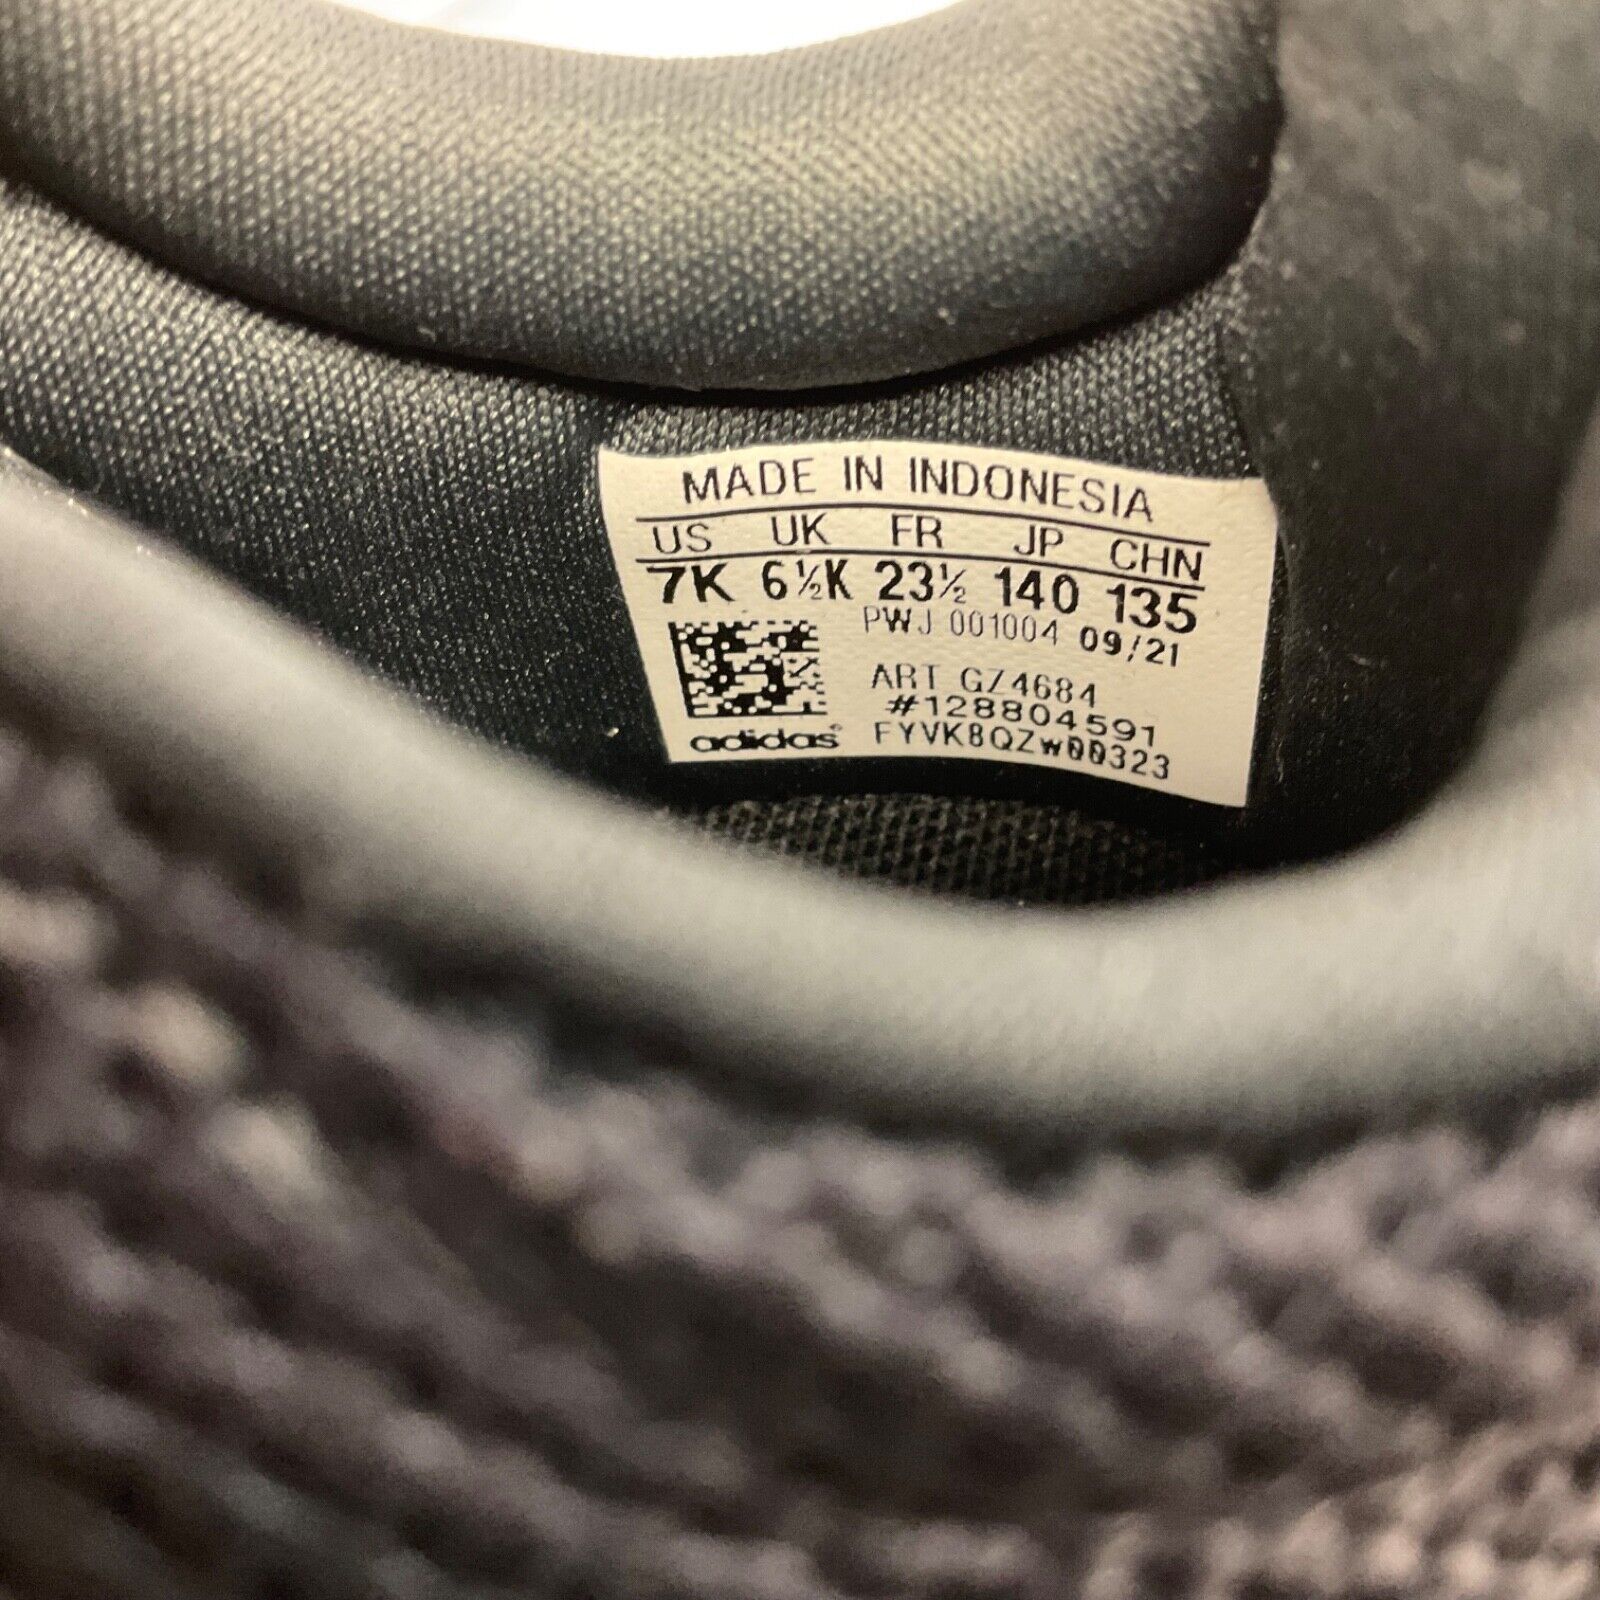 MADE IN INDONESIA
US UK FR JP CHN
7K 6½K 23½ 140 135
PWJ 001004 09/21
ART GZ4684
#128804591
adidas® FYVK8QZW00323